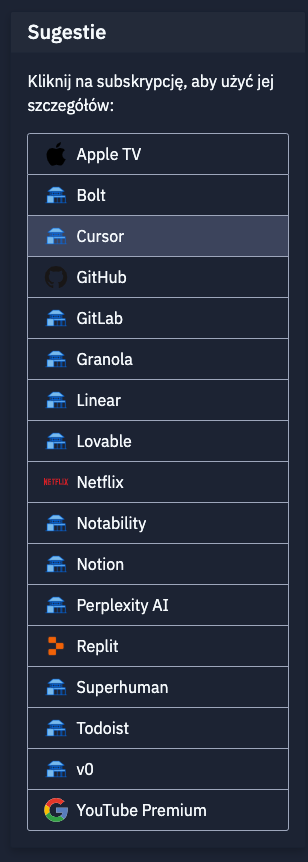 Sugestie
Kliknij na subskrypcję, aby użyć jej
szczegółów:
Apple TV
Bolt
Cursor
GitHub
GitLab
Granola
Linear
Lovable
NETFLIX Netflix
Notability
Notion
Perplexity AI
Replit
Superhuman
Todoist
v0
YouTube Premium